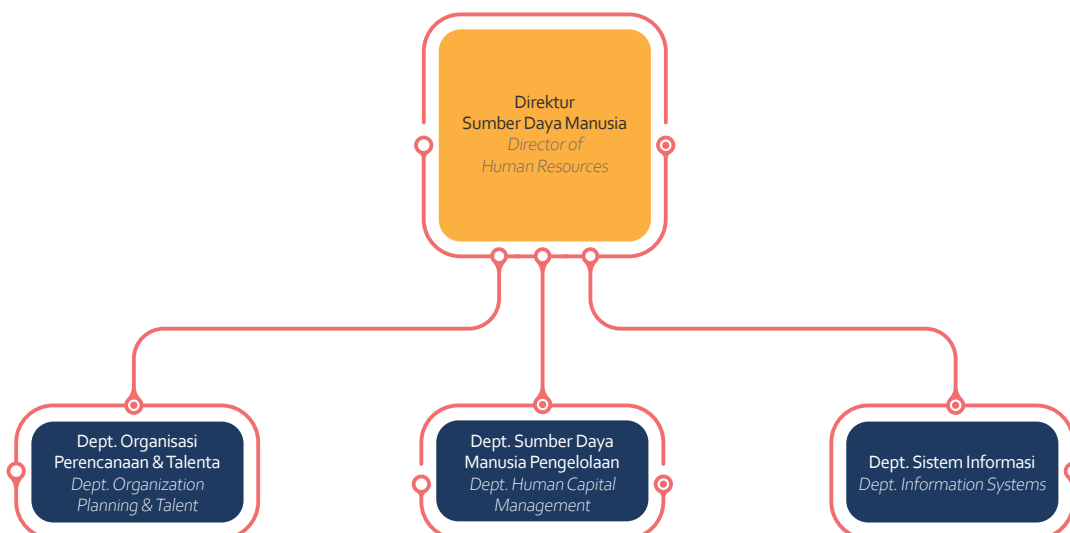 Direktur
Sumber Daya Manusia
Director of
Human Resources
Dept. Organisasi
Perencanaan & Talenta
Dept. Organization
Planning & Talent
Dept. Sumber Daya
Manusia Pengelolaan
Dept. Human Capital
Management
Dept. Sistem Informasi
Dept. Information Systems